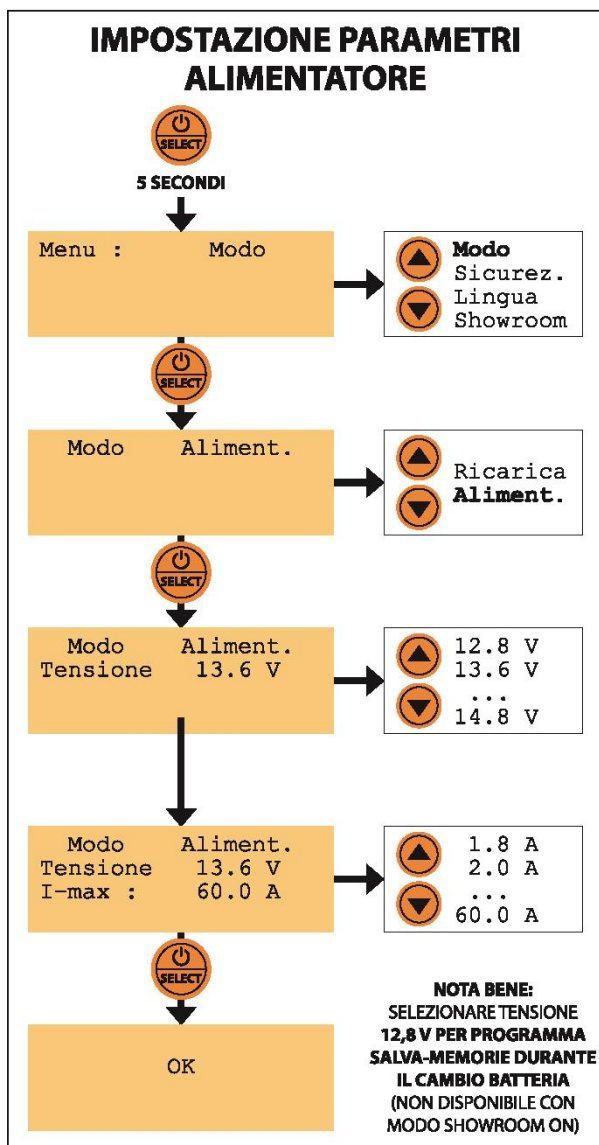 IMPOSTAZIONE PARAMETRI
ALIMENTATORE
SELECT
5 SECONDI
Menu : Modo
Modo
Sicurez.
Lingua
Showroom
SELECT
Modo Aliment.
Ricarica
Aliment.
SELECT
Modo Aliment.
Tensione 13.6 V
12.8 V
13.6 V
...
14.8 V
Modo Aliment.
Tensione 13.6 V
I-max : 60.0 A
1.8 A
2.0 A
...
60.0 A
SELECT
OK
NOTA BENE:
SELEZIONARE TENSIONE
12,8 V PER PROGRAMMA
SALVA-MEMORIE DURANTE
IL CAMBIO BATTERIA
(NON DISPONIBILE CON
MODO SHOWROOM ON)